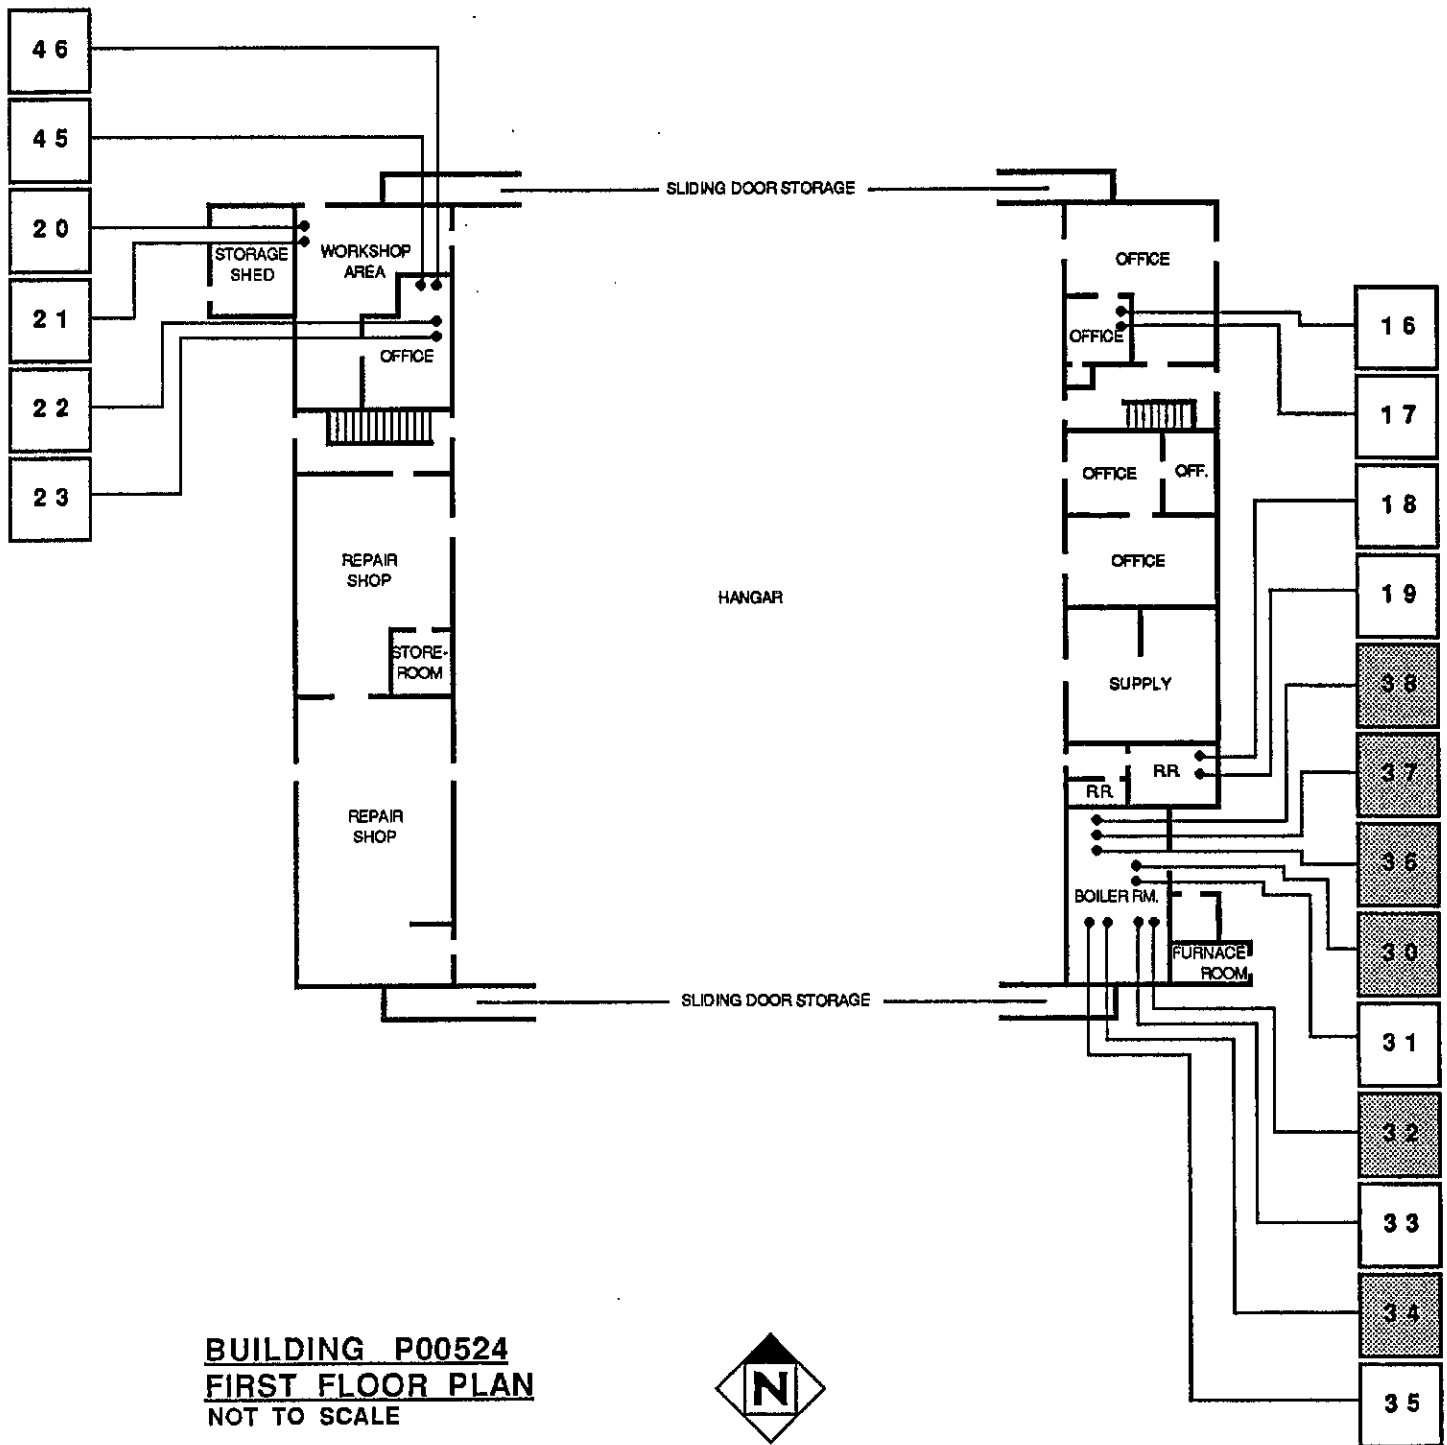 46
45
20
21
22
23
SLIDING DOOR STORAGE
STORAGE
SHED
WORKSHOP
AREA
OFFICE
REPAIR
SHOP
STORE-
ROOM
REPAIR
SHOP
HANGAR
OFFICE
OFFICE
OFFICE
OFF.
OFFICE
SUPPLY
R.R.
R.R.
BOILER RM.
FURNACE
ROOM
SLIDING DOOR STORAGE
16
17
18
19
38
37
36
30
31
32
33
34
35
BUILDING P00524
FIRST FLOOR PLAN
NOT TO SCALE
N